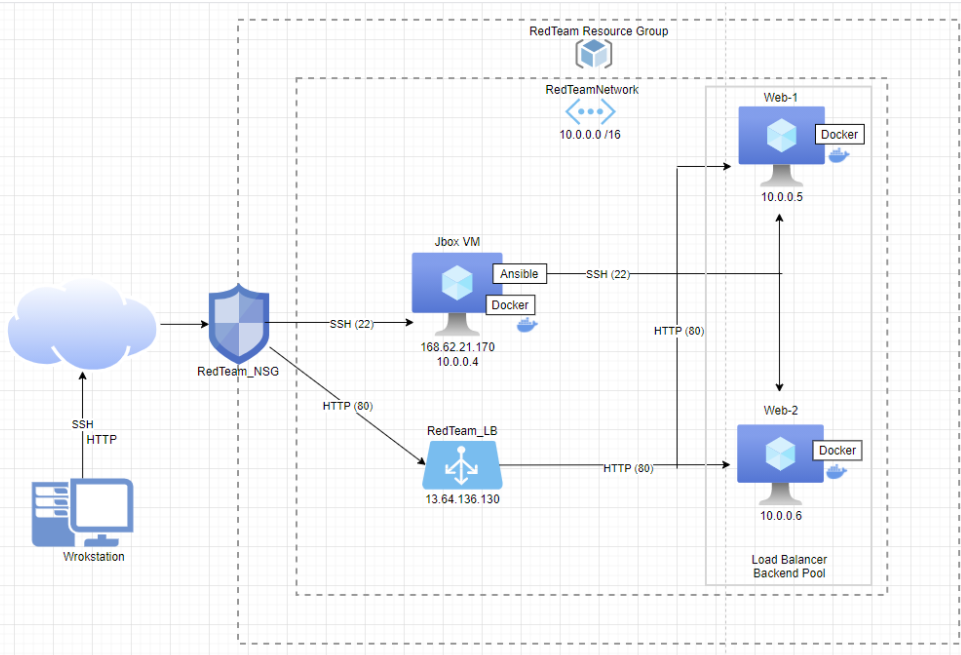 RedTeam Resource Group
RedTeamNetwork
10.0.0.0 /16
Web-1
Docker
10.0.0.5
Jbox VM
Ansible
Docker
168.62.21.170
10.0.0.4
SSH (22)
SSH (22)
HTTP (80)
RedTeam_NSG
HTTP (80)
SSH
HTTP
Wrokstation
RedTeam_LB
13.64.136.130
HTTP (80)
Web-2
Docker
10.0.0.6
Load Balancer
Backend Pool